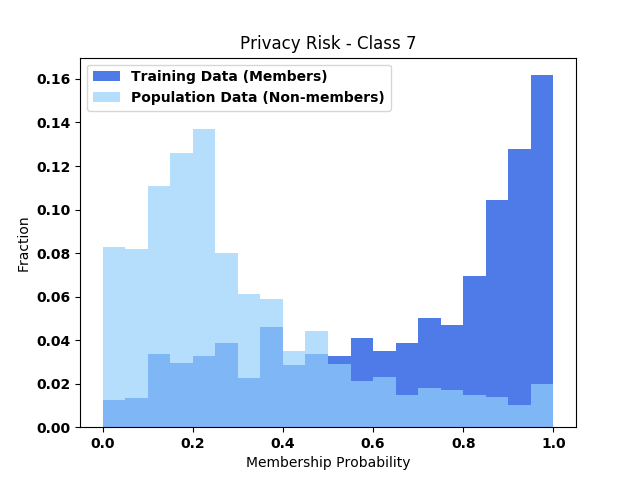 Privacy Risk - Class 7
Training Data (Members)
Population Data (Non-members)
0.16
0.14
0.12
0.10
0.08
0.06
0.04
0.02
0.00
Fraction
0.0 0.2 0.4 0.6 0.8 1.0
Membership Probability